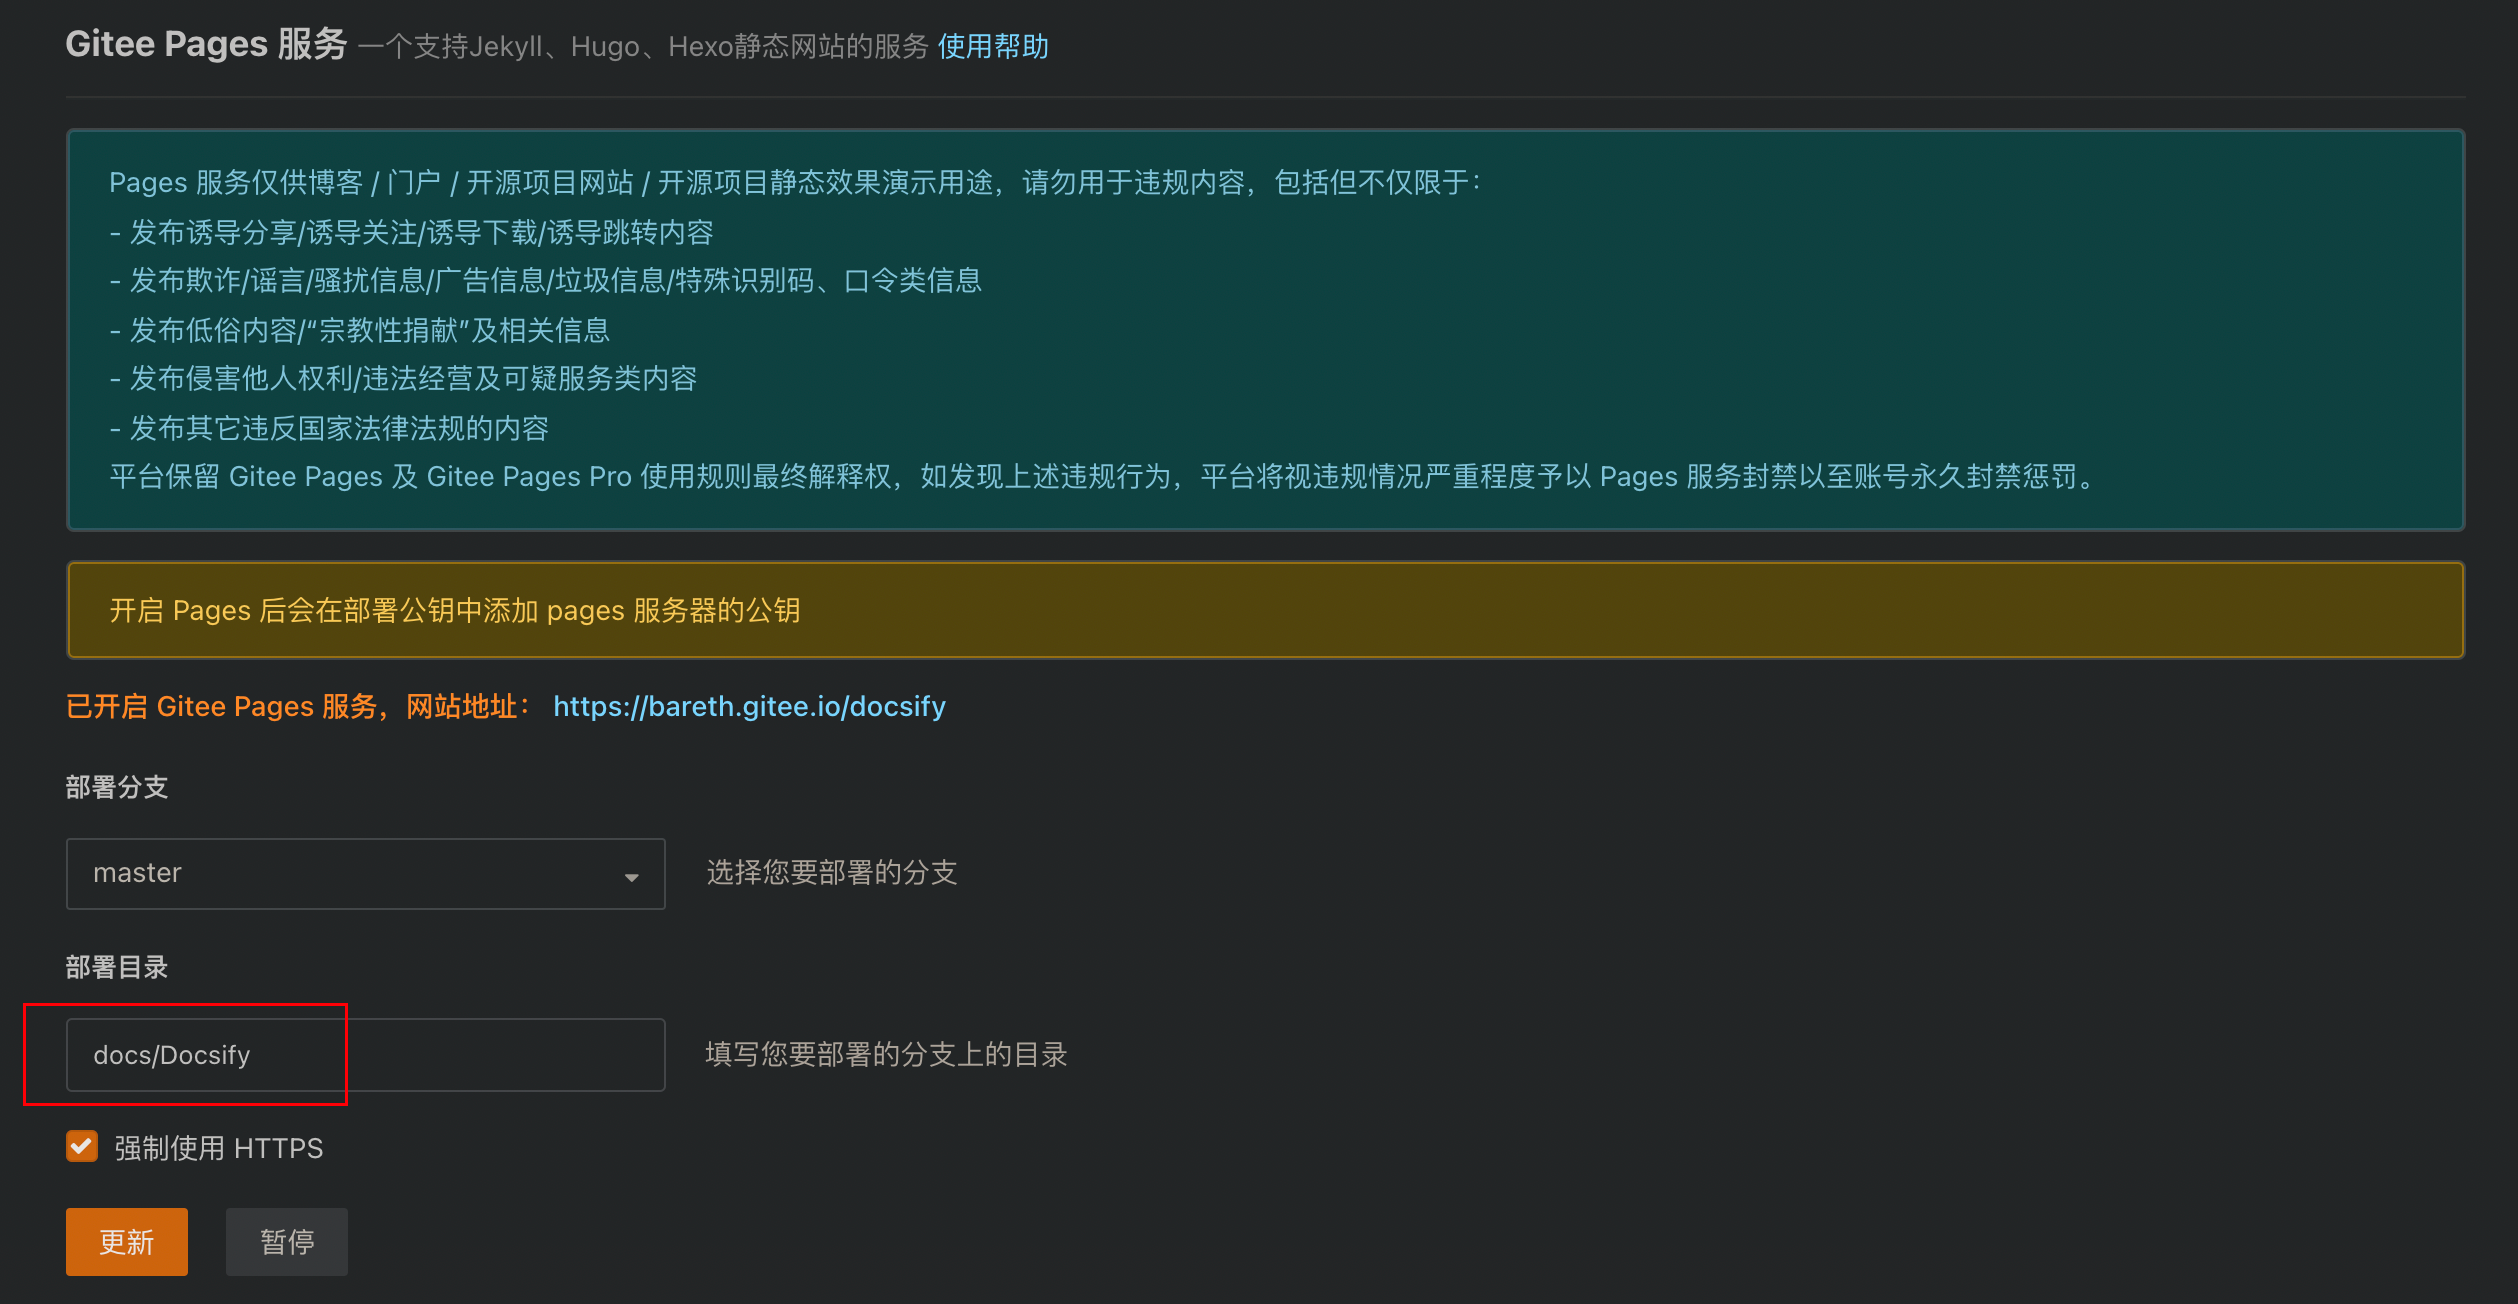 Gitee Pages 服务 一个支持Jekyll、Hugo、Hexo静态网站的服务 使用帮助
Pages 服务仅供博客 / 门户 / 开源项目网站 / 开源项目静态效果演示用途，请勿用于违规内容，包括但不仅限于：
- 发布诱导分享/诱导关注/诱导下载/诱导跳转内容
- 发布欺诈/谣言/骚扰信息/广告信息/垃圾信息/特殊识别码、口令类信息
- 发布低俗内容/“宗教性捐献”及相关信息
- 发布侵害他人权利/违法经营及可疑服务类内容
- 发布其它违反国家法律法规的内容
平台保留 Gitee Pages 及 Gitee Pages Pro 使用规则最终解释权，如发现上述违规行为，平台将视违规情况严重程度予以 Pages 服务封禁以至账号永久封禁惩罚。
开启 Pages 后会在部署公钥中添加 pages 服务器的公钥
已开启 Gitee Pages 服务，网站地址： https://bareth.gitee.io/docsify
部署分支
master 选择您要部署的分支
部署目录
docs/Docsify 填写您要部署的分支上的目录
强制使用 HTTPS
更新 暂停